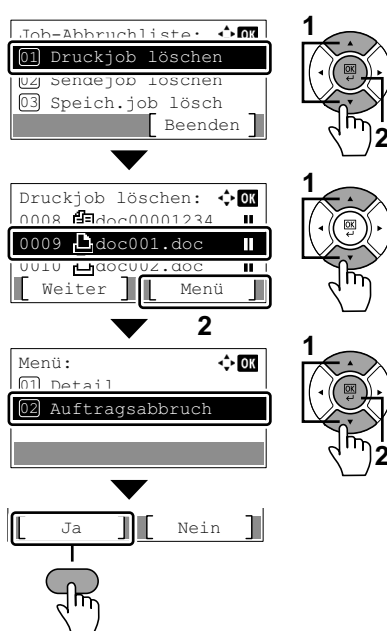 Job-Abbruchliste: OK
01 Druckjob löschen
02 Sendejob löschen
03 Speich.job lösch
[ Beenden ]
1
OK
2
Druckjob löschen: OK
0008 doc00001234
0009 doc001.doc
0010 doc002.doc
[ Weiter ] [ Menü ]
1
OK
2
Menü: OK
01 Detail
02 Auftragsabbruch
1
OK
2
[ Ja ] [ Nein ]